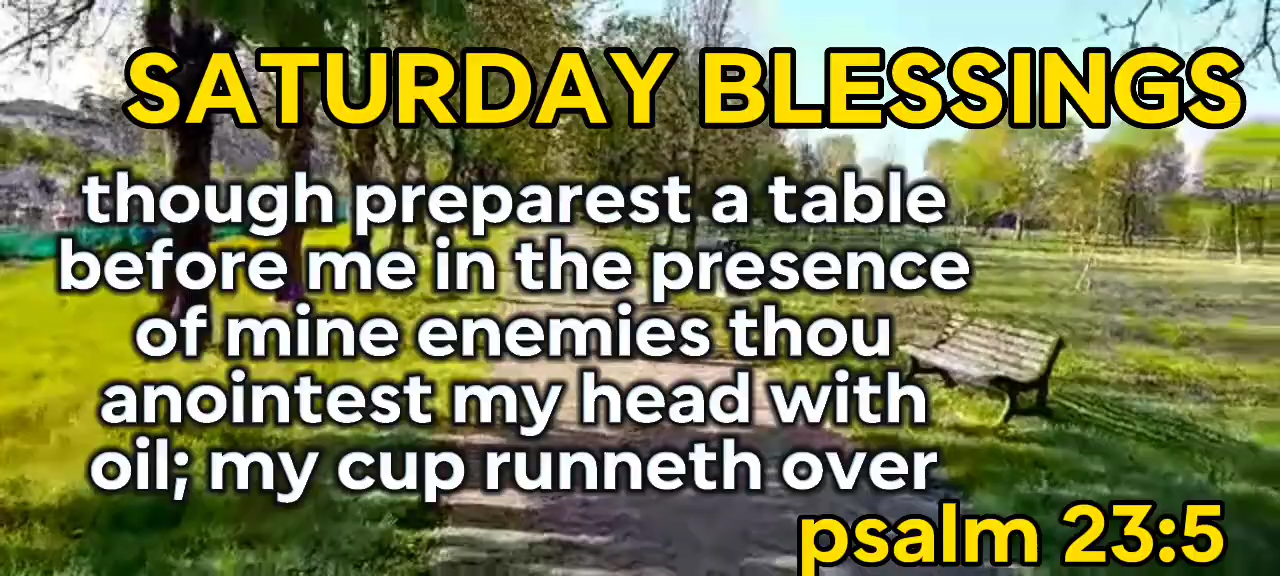 SATURDAY BLESSINGS
though preparest a table
before me in the presence
of mine enemies thou
anointest my head with
oil; my cup runneth over
psalm 23:5